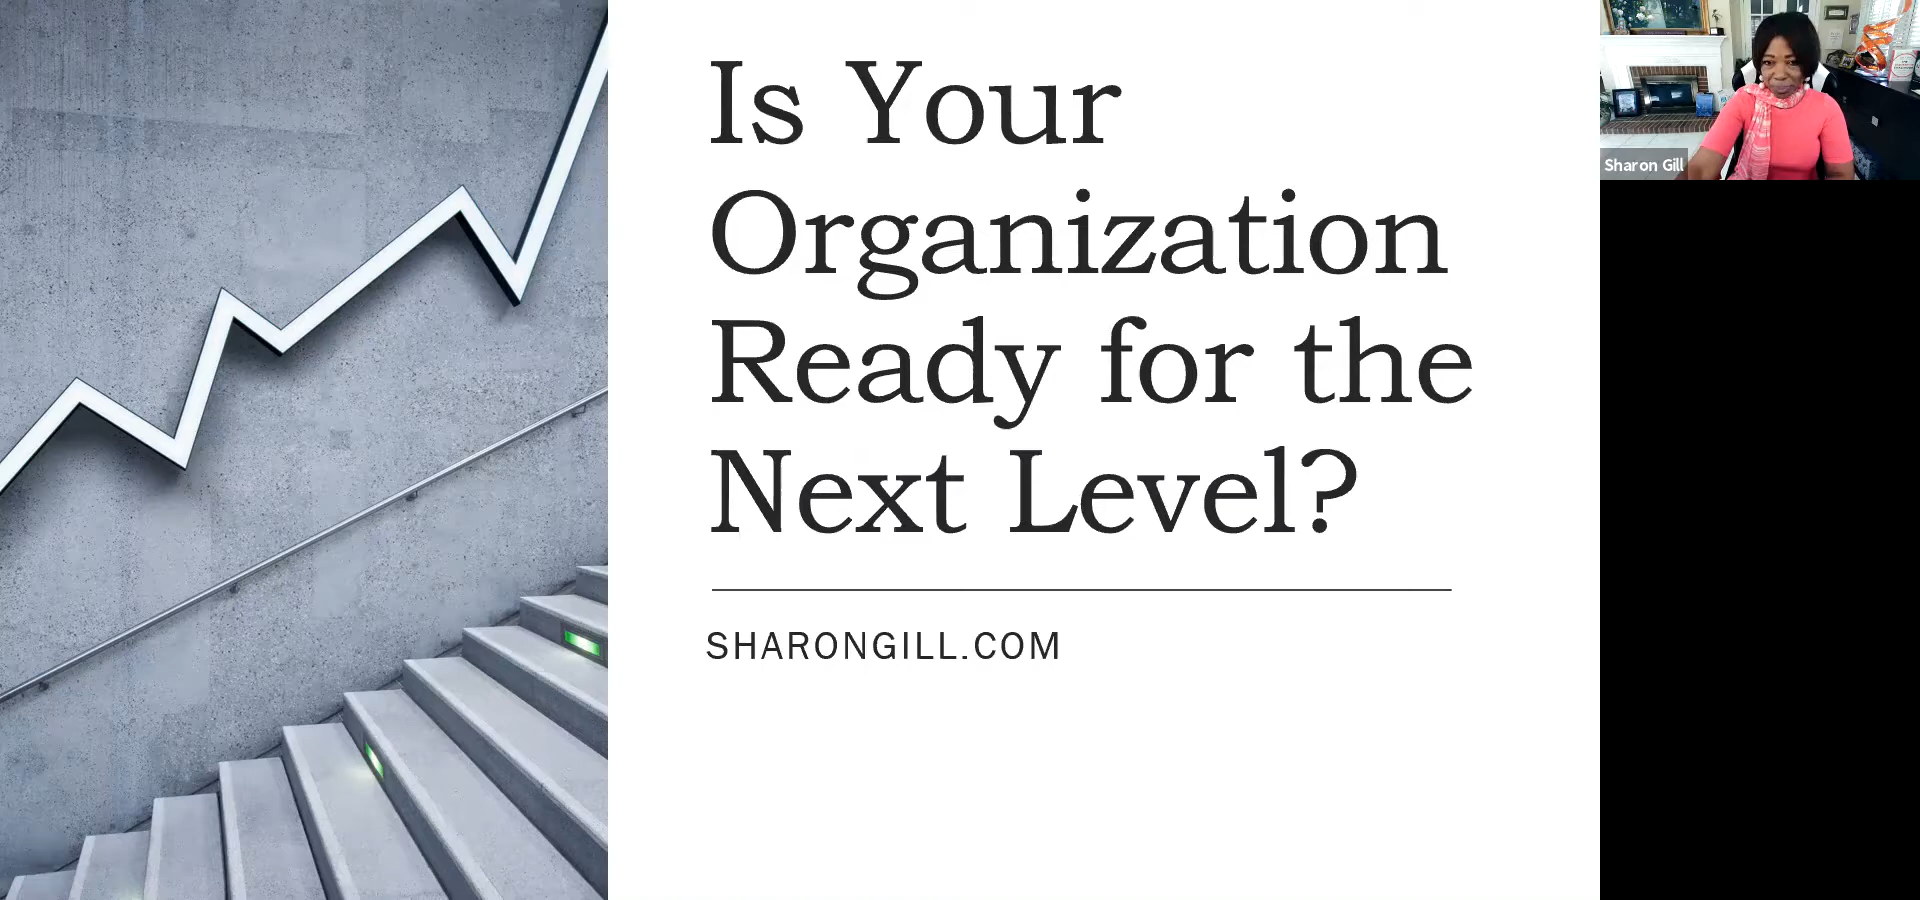 Is Your
Organization
Ready for the
Next Level?
SHARONGILL.COM
Sharon Gill